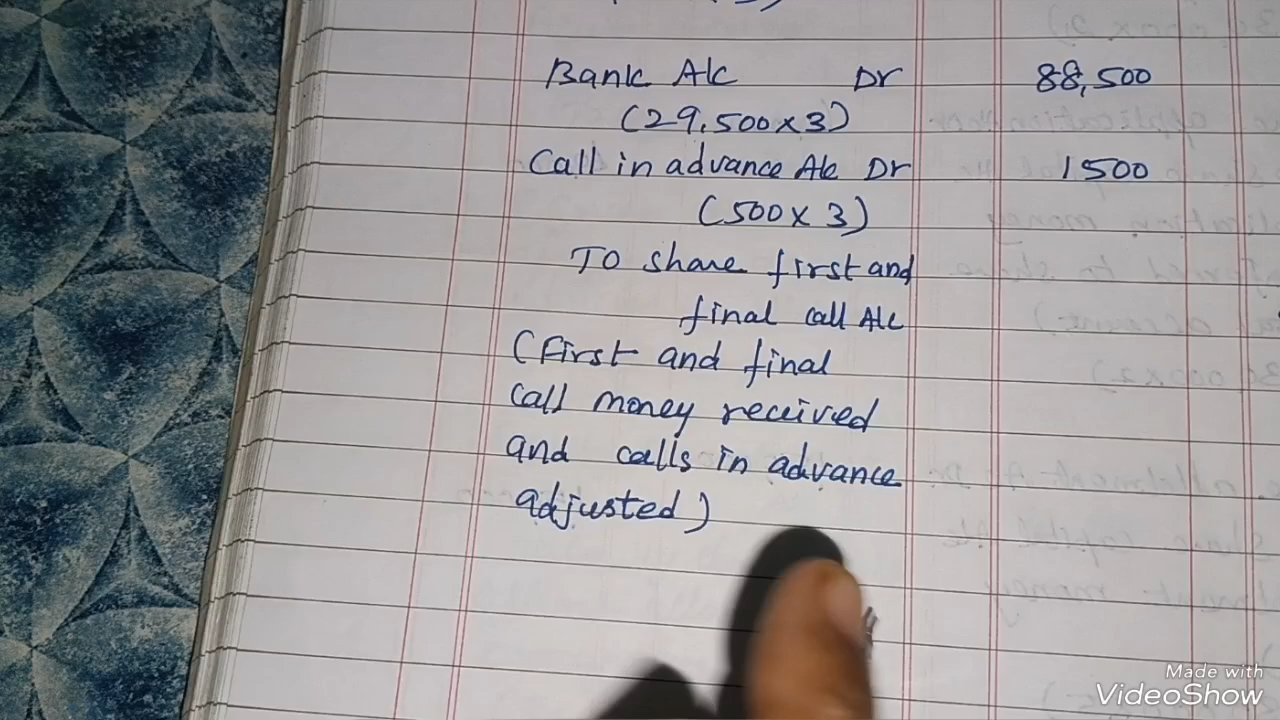 Bank A/c Dr 88,500
(29,500x3)
Call in advance A/c Dr 1500
(500x3)
To share first and
final call A/c
(First and final
call money received
and calls in advance
adjusted)
Made with
VideoShow